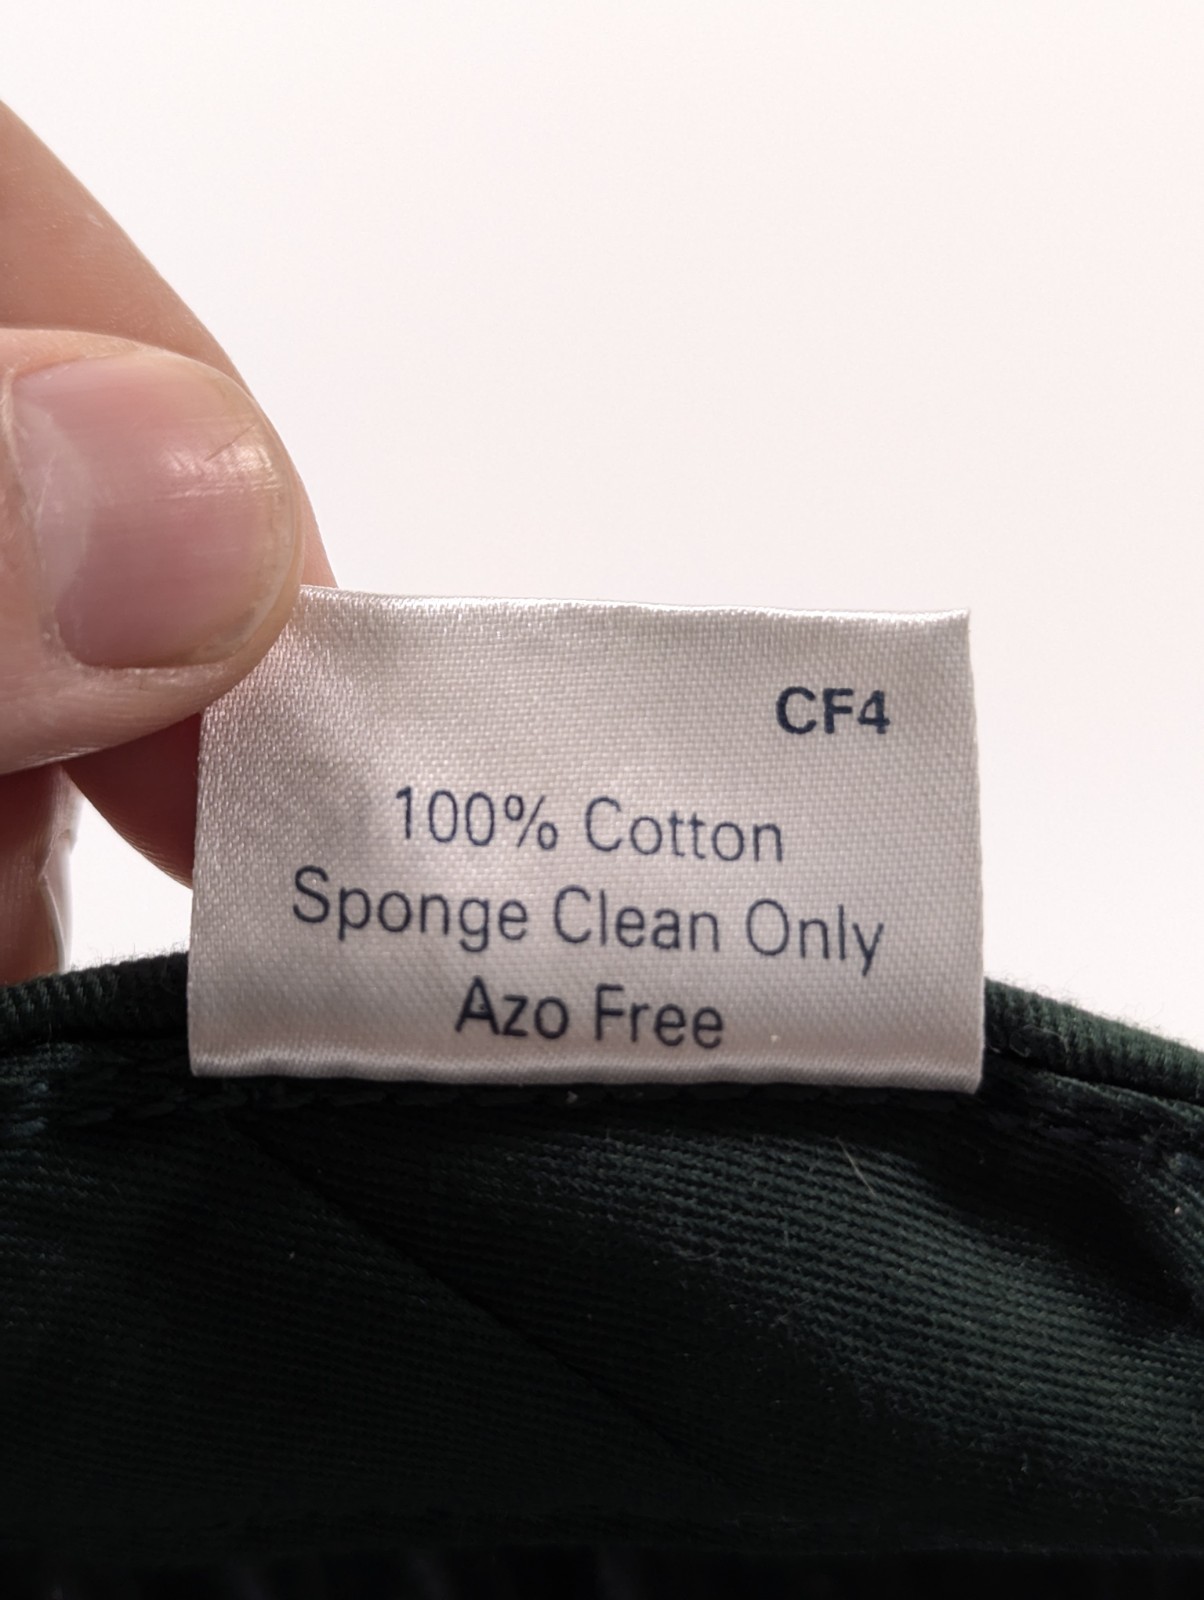 CF4
100% Cotton
Sponge Clean Only
Azo Free